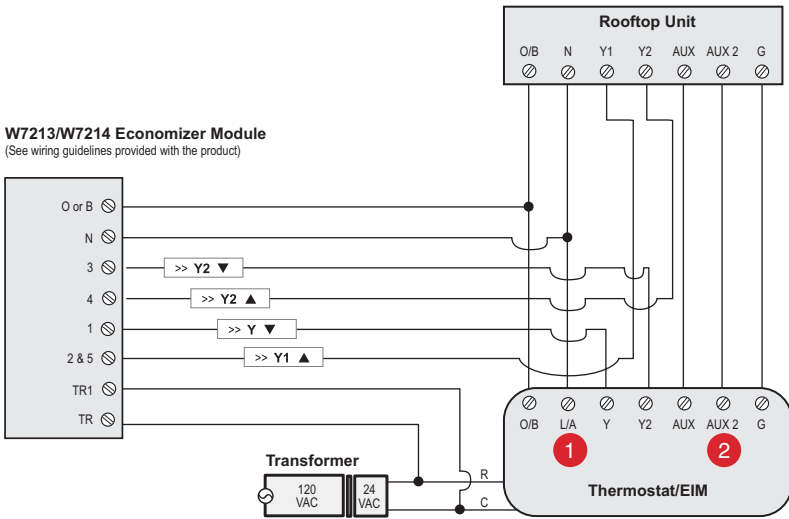 Rooftop Unit
O/B N Y1 Y2 AUX AUX 2 G
W7213/W7214 Economizer Module
(See wiring guidelines provided with the product)
O or B
N
3 >> Y2 ▼
4 >> Y2 ▲
1 >> Y ▼
2 & 5 >> Y1 ▲
TR1
TR
O/B L/A Y Y2 AUX AUX 2 G
1 2
Thermostat/EIM
Transformer
120 VAC
24 VAC
R
C